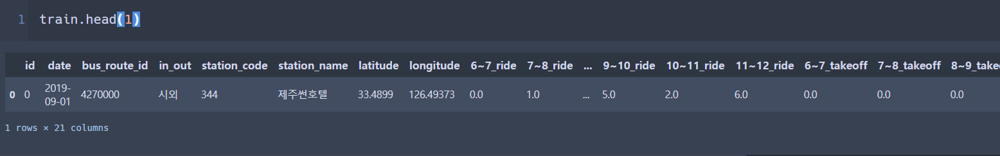 1 train.head(1)
id date bus_route_id in_out station_code station_name latitude longitude 6~7_ride 7~8_ride ... 9~10_ride 10~11_ride 11~12_ride 6~7_takeoff 7~8_takeoff 8~9_take
0 0 2019-09-01 4270000 시외 344 제주썬호텔 33.4899 126.49373 0.0 1.0 ... 5.0 2.0 6.0 0.0 0.0 0.0
1 rows × 21 columns